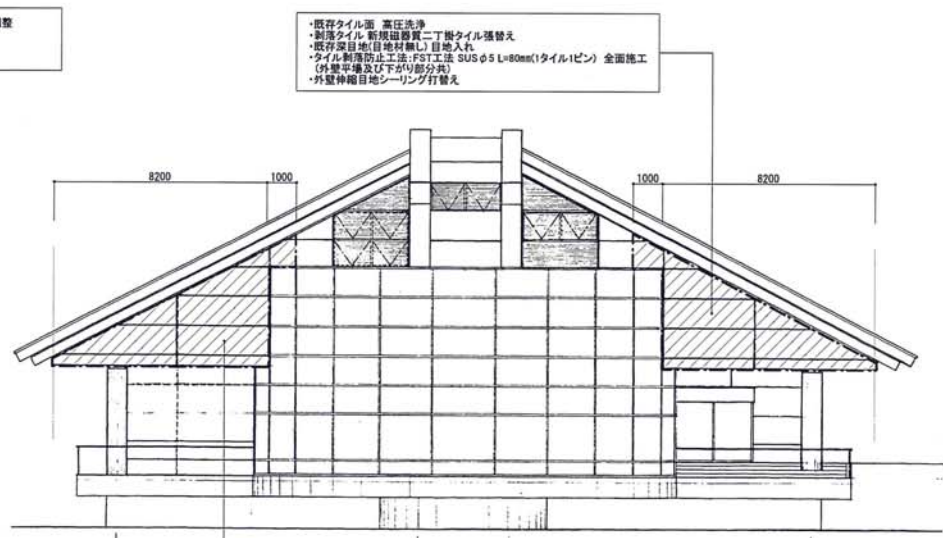 整
・既存タイル面 高圧洗浄
・剥落タイル 新規磁器質二丁掛タイル張替え
・既存深目地(目地材無し) 目地入れ
・タイル剥落防止工法:FST工法 SUSφ5 L=80mm(1タイル1ピン) 全面施工
(外壁平場及び下がり部分共)
・外壁伸縮目地シーリング打替え
8200
1000
1000
8200